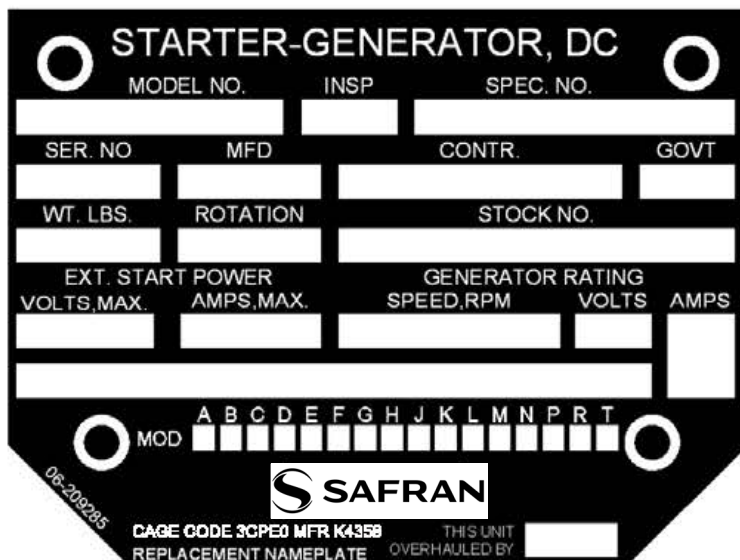 STARTER-GENERATOR, DC
MODEL NO. INSP SPEC. NO.
SER. NO MFD CONTR. GOVT
WT. LBS. ROTATION STOCK NO.
EXT. START POWER GENERATOR RATING
VOLTS,MAX. AMPS,MAX. SPEED,RPM VOLTS AMPS
A B C D E F G H J K L M N P R T
MOD
SAFRAN
06-209285
CAGE CODE 3CPE0 MFR K4358 THIS UNIT
REPLACEMENT NAMEPLATE OVERHAULED BY